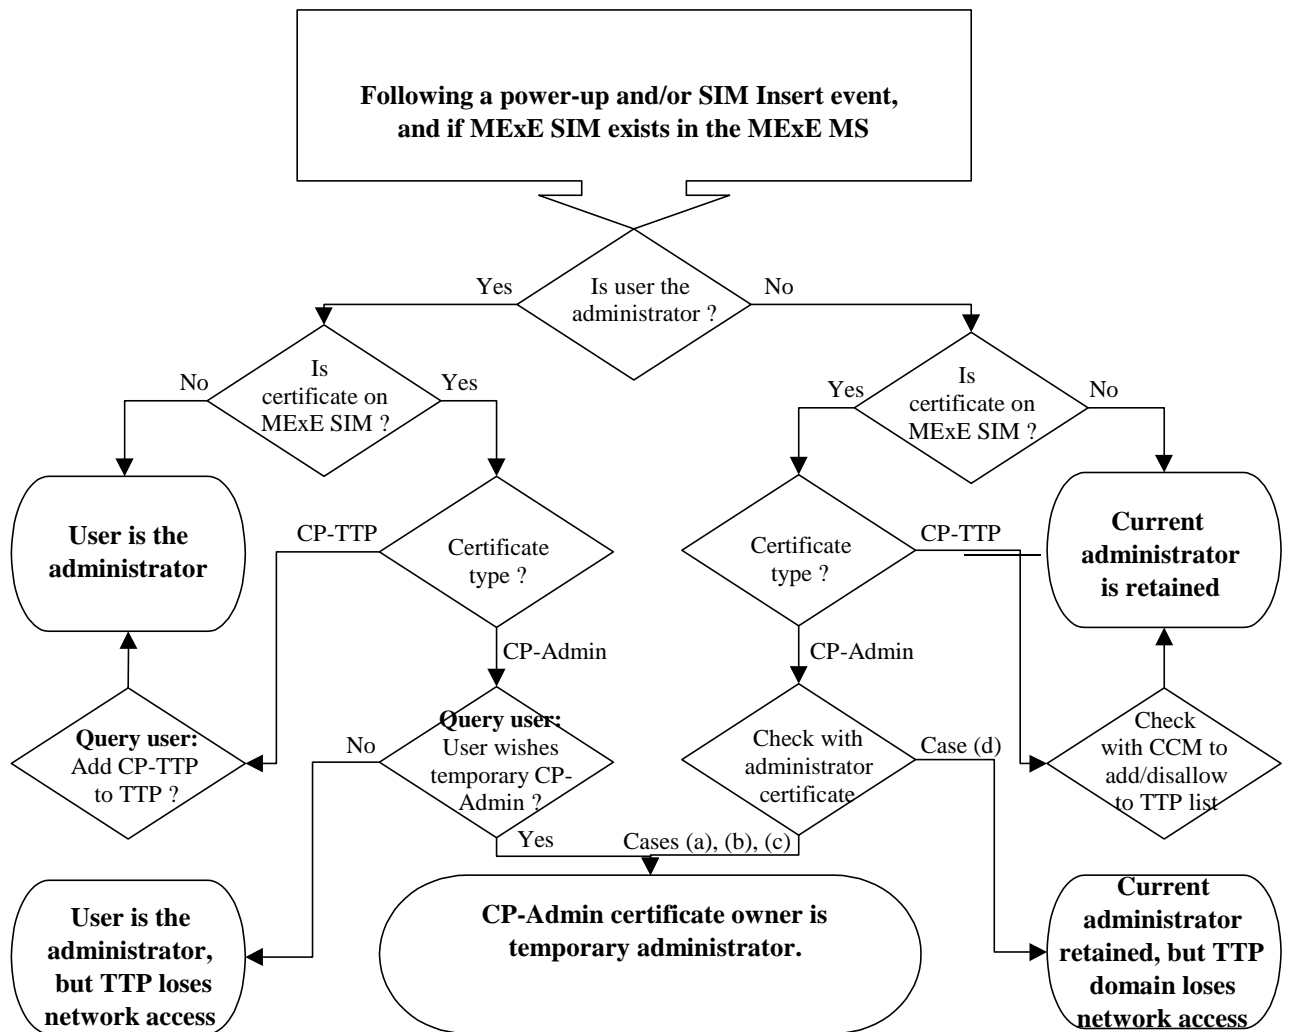 Following a power-up and/or SIM Insert event,
and if MExE SIM exists in the MExE MS
Yes
Is user the
administrator ?
No
No
Is
certificate on
MExE SIM ?
Yes
Yes
Is
certificate on
MExE SIM ?
No
User is the
administrator
CP-TTP
Certificate
type ?
Certificate
type ?
CP-TTP
Current
administrator
is retained
CP-Admin
CP-Admin
Query user:
Add CP-TTP
to TTP ?
No
Query user:
User wishes
temporary CP-
Admin ?
Check with
administrator
certificate
Case (d)
Check
with CCM to
add/disallow
to TTP list
Yes
Cases (a), (b), (c)
User is the
administrator,
but TTP loses
network access
CP-Admin certificate owner is
temporary administrator.
Current
administrator
retained, but TTP
domain loses
network access